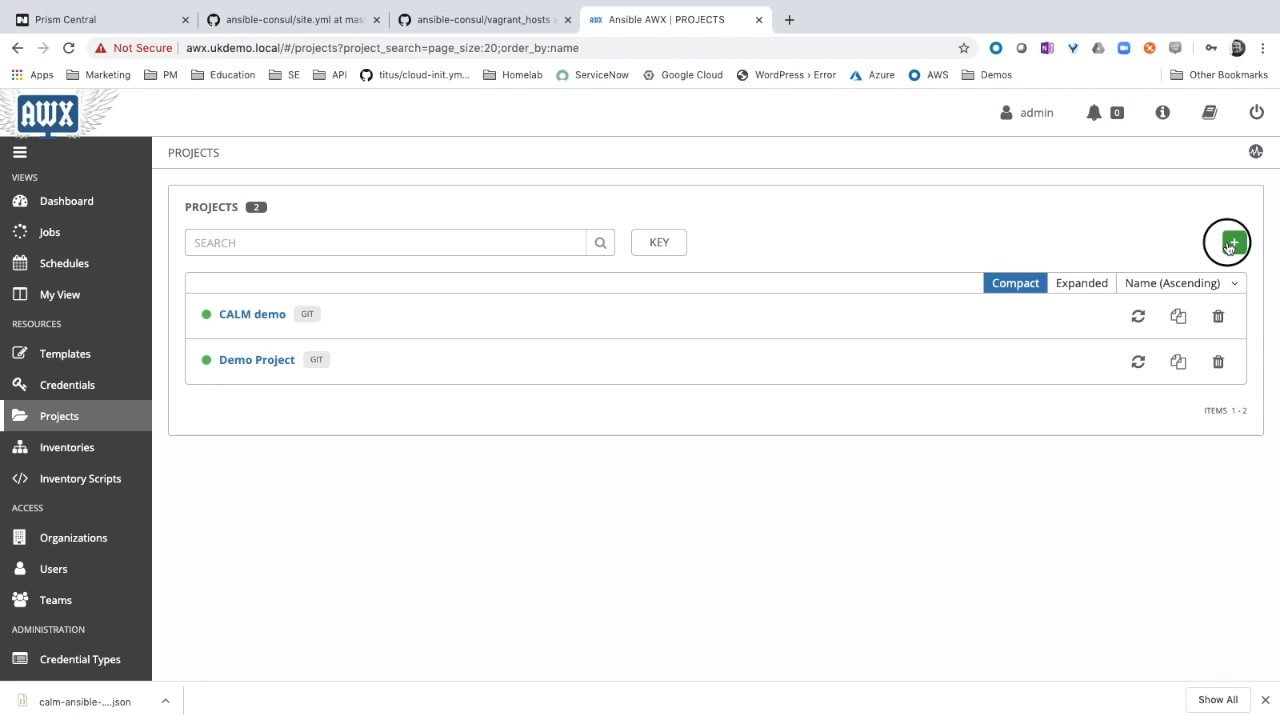 Prism Central
ansible-consul/site.yml at mas
ansible-consul/vagrant_hosts a
AWX Ansible AWX | PROJECTS
Not Secure awx.ukdemo.local/#/projects?project_search=page_size:20;order_by:name
Apps Marketing PM Education SE API titus/cloud-init.ym... Homelab ServiceNow Google Cloud WordPress › Error Azure AWS Demos Other Bookmarks
AWX
admin 0
PROJECTS
VIEWS
Dashboard
Jobs
Schedules
My View
RESOURCES
Templates
Credentials
Projects
Inventories
Inventory Scripts
ACCESS
Organizations
Users
Teams
ADMINISTRATION
Credential Types
PROJECTS 2
SEARCH KEY
Compact Expanded Name (Ascending)
CALM demo GIT
Demo Project GIT
ITEMS 1 - 2
calm-ansible-....json
Show All